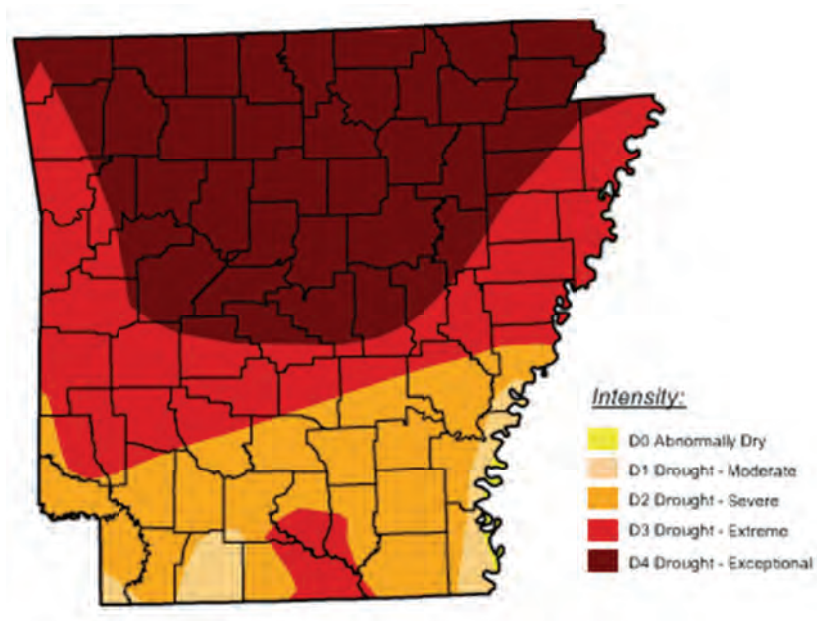 Intensity:
D0 Abnormally Dry
D1 Drought - Moderate
D2 Drought - Severe
D3 Drought - Extreme
D4 Drought - Exceptional